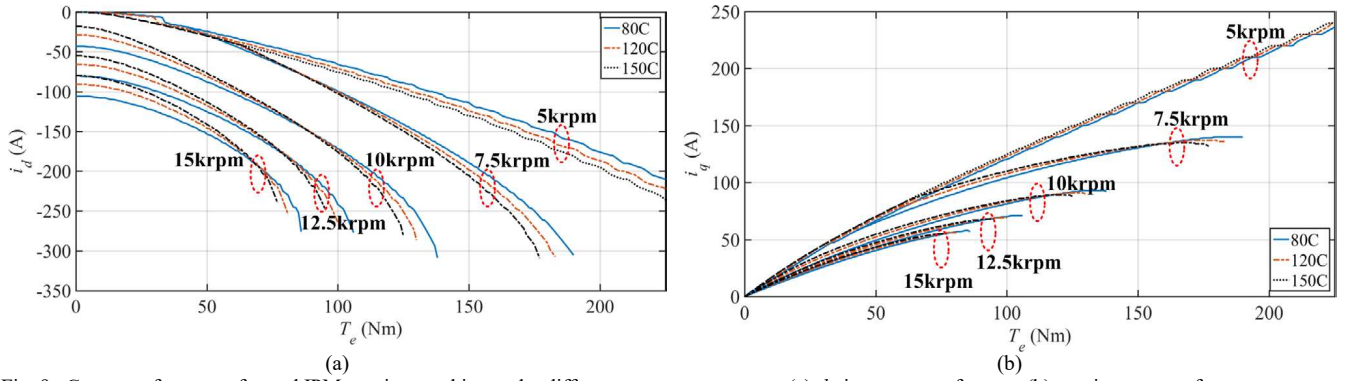 (a)
0
-50
-100
-150
-200
-250
-300
-350
i_d (A)
80C
120C
150C
5krpm
15krpm
10krpm
7.5krpm
12.5krpm
0 50 100 150 200
T_e (Nm)
(a)
250
200
150
100
50
0
i_q (A)
5krpm
7.5krpm
10krpm
12.5krpm
15krpm
80C
120C
150C
0 50 100 150 200
T_e (Nm)
(b)